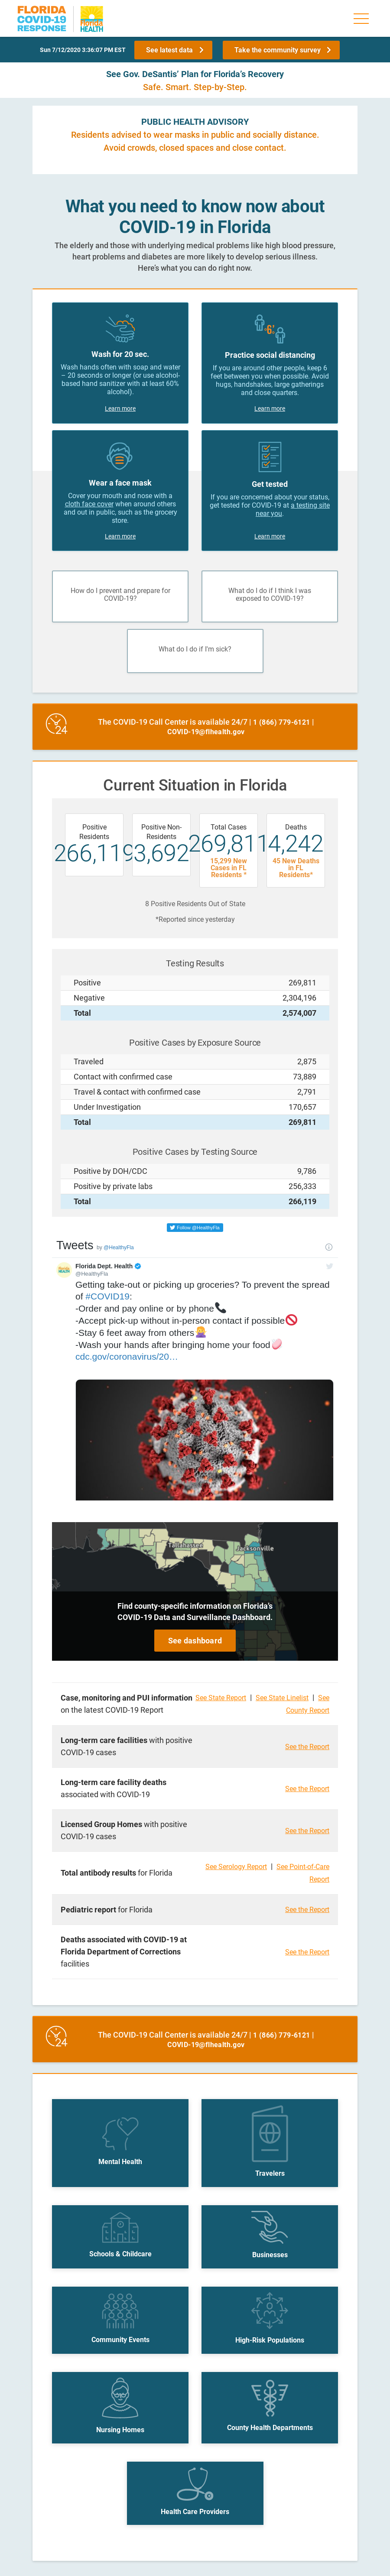 FLORIDA
COVID-19
RESPONSE
Florida
HEALTH
Sun 7/12/2020 3:36:07 PM EST
See latest data
Take the community survey
See Gov. DeSantis' Plan for Florida's Recovery
Safe. Smart. Step-by-Step.
PUBLIC HEALTH ADVISORY
Residents advised to wear masks in public and socially distance.
Avoid crowds, closed spaces and close contact.
What you need to know now about
COVID-19 in Florida
The elderly and those with underlying medical problems like high blood pressure,
heart problems and diabetes are more likely to develop serious illness.
Here's what you can do right now.
Wash for 20 sec.
Wash hands often with soap and water
– 20 seconds or longer (or use alcohol-
based hand sanitizer with at least 60%
alcohol).
Learn more
6'
Practice social distancing
If you are around other people, keep 6
feet between you when possible. Avoid
hugs, handshakes, large gatherings
and close quarters.
Learn more
Wear a face mask
Cover your mouth and nose with a
cloth face cover when around others
and out in public, such as the grocery
store.
Learn more
Get tested
If you are concerned about your status,
get tested for COVID-19 at a testing site
near you.
Learn more
How do I prevent and prepare for
COVID-19?
What do I do if I think I was
exposed to COVID-19?
What do I do if I'm sick?
24
The COVID-19 Call Center is available 24/7 | 1 (866) 779-6121 |
COVID-19@flhealth.gov
Current Situation in Florida
Positive
Residents
266,119
Positive Non-
Residents
3,692
Total Cases
269,811
15,299 New
Cases in FL
Residents *
Deaths
4,242
45 New Deaths
in FL
Residents*
8 Positive Residents Out of State
*Reported since yesterday
Testing Results
Positive 269,811
Negative 2,304,196
Total 2,574,007
Positive Cases by Exposure Source
Traveled 2,875
Contact with confirmed case 73,889
Travel & contact with confirmed case 2,791
Under Investigation 170,657
Total 269,811
Positive Cases by Testing Source
Positive by DOH/CDC 9,786
Positive by private labs 256,333
Total 266,119
Follow @HealthyFla
Tweets by @HealthyFla
Florida Dept. Health
@HealthyFla
Getting take-out or picking up groceries? To prevent the spread
of #COVID19:
-Order and pay online or by phone📞
-Accept pick-up without in-person contact if possible🚫
-Stay 6 feet away from others🙅
-Wash your hands after bringing home your food🧼
cdc.gov/coronavirus/20…
Tallahassee
Jacksonville
Find county-specific information on Florida's
COVID-19 Data and Surveillance Dashboard.
See dashboard
Case, monitoring and PUI information
on the latest COVID-19 Report
See State Report | See State Linelist | See
County Report
Long-term care facilities with positive
COVID-19 cases
See the Report
Long-term care facility deaths
associated with COVID-19
See the Report
Licensed Group Homes with positive
COVID-19 cases
See the Report
Total antibody results for Florida
See Serology Report | See Point-of-Care
Report
Pediatric report for Florida
See the Report
Deaths associated with COVID-19 at
Florida Department of Corrections
facilities
See the Report
24
The COVID-19 Call Center is available 24/7 | 1 (866) 779-6121 |
COVID-19@flhealth.gov
Mental Health
Travelers
Schools & Childcare
Businesses
Community Events
High-Risk Populations
Nursing Homes
County Health Departments
Health Care Providers